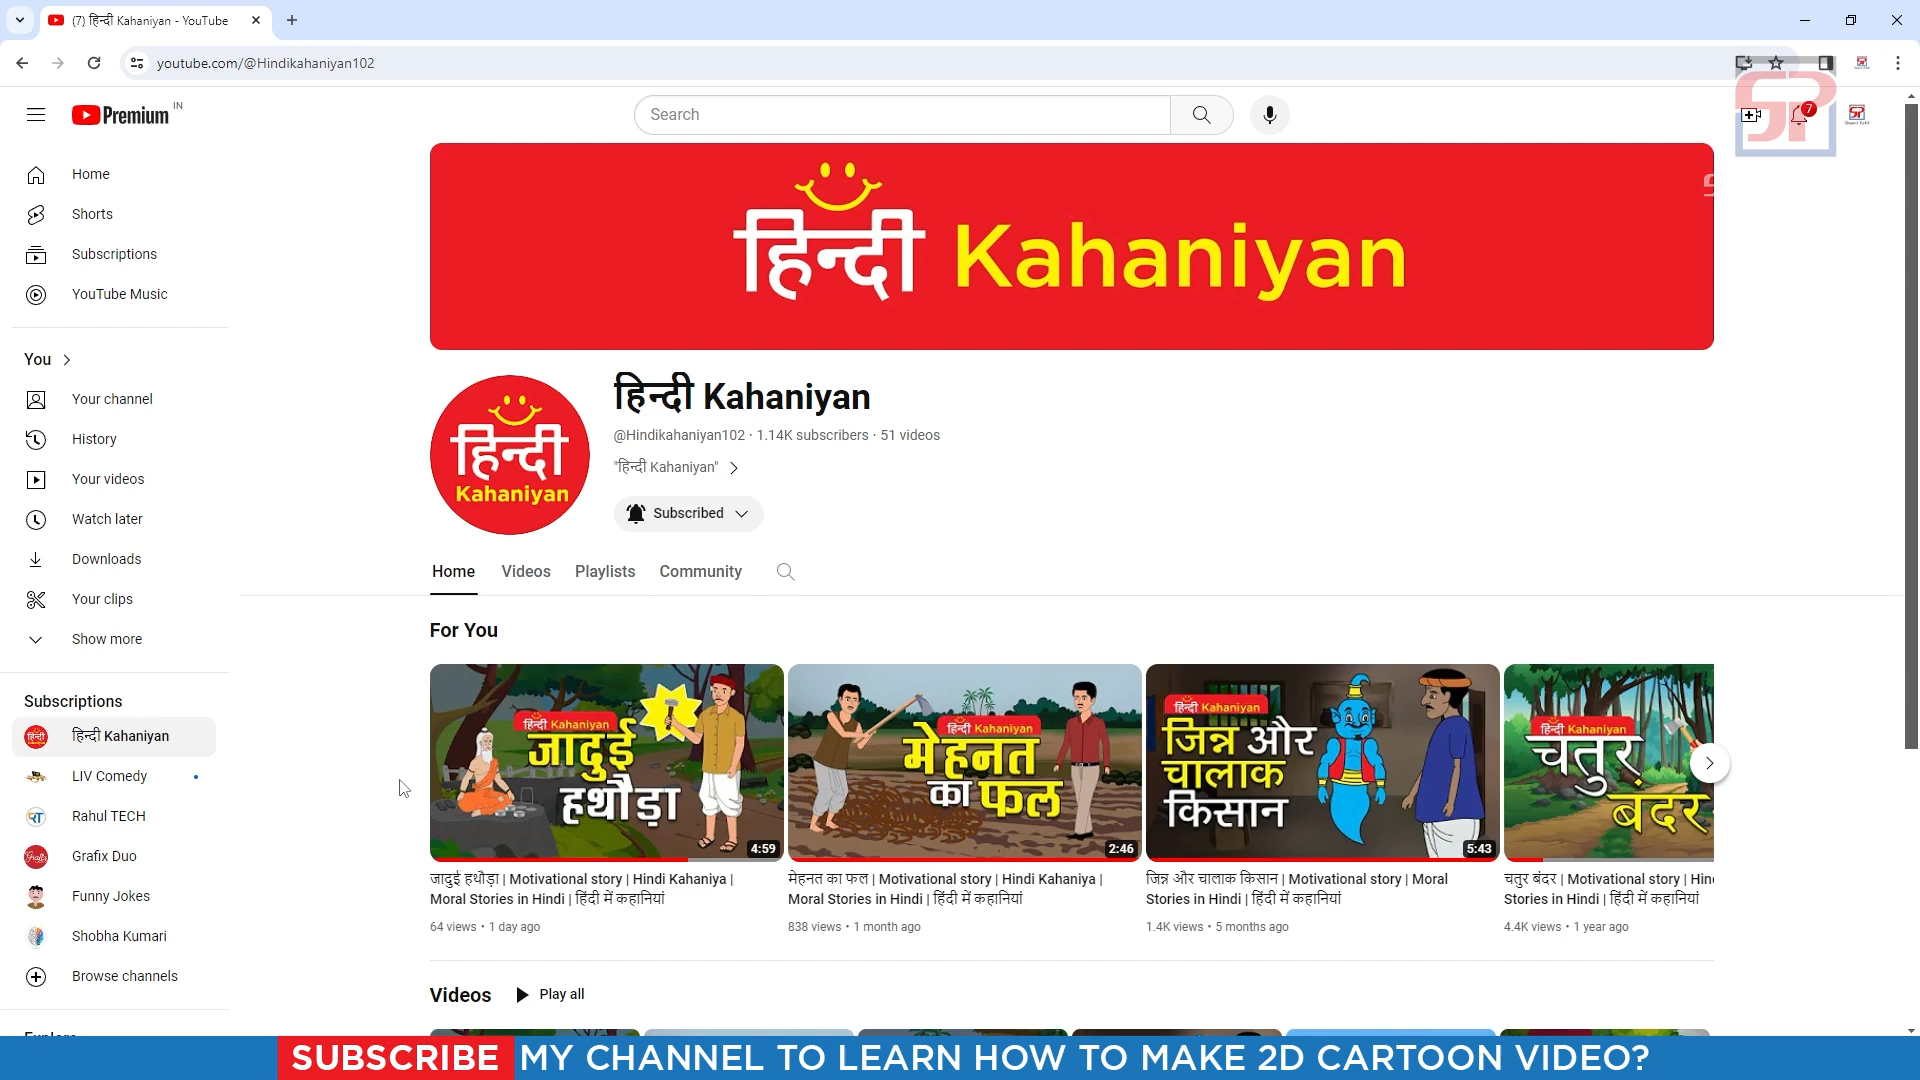 (7) हिन्दी Kahaniyan - YouTube
youtube.com/@Hindikahaniyan102
Premium IN
Search
7
SP
Home
Shorts
Subscriptions
YouTube Music
You
Your channel
History
Your videos
Watch later
Downloads
Your clips
Show more
Subscriptions
हिन्दी Kahaniyan
LIV Comedy
Rahul TECH
Grafix Duo
Funny Jokes
Shobha Kumari
Browse channels
हिन्दी Kahaniyan
हिन्दी
Kahaniyan
हिन्दी Kahaniyan
@Hindikahaniyan102 · 1.14K subscribers · 51 videos
"हिन्दी Kahaniyan"
Subscribed
Home Videos Playlists Community
For You
हिन्दी Kahaniyan
जादुई
हथौड़ा
4:59
जादुई हथौड़ा | Motivational story | Hindi Kahaniya |
Moral Stories in Hindi | हिंदी में कहानियां
64 views • 1 day ago
हिन्दी Kahaniyan
मेहनत
का फल
2:46
मेहनत का फल | Motivational story | Hindi Kahaniya |
Moral Stories in Hindi | हिंदी में कहानियां
838 views • 1 month ago
हिन्दी Kahaniyan
जिन्न और
चालाक
किसान
5:43
जिन्न और चालाक किसान | Motivational story | Moral
Stories in Hindi | हिंदी में कहानियां
1.4K views • 5 months ago
हिन्दी Kahaniyan
चतुर
बंदर
चतुर बंदर | Motivational story | Hin
Stories in Hindi | हिंदी में कहानियां
4.4K views • 1 year ago
Videos Play all
SUBSCRIBE MY CHANNEL TO LEARN HOW TO MAKE 2D CARTOON VIDEO?